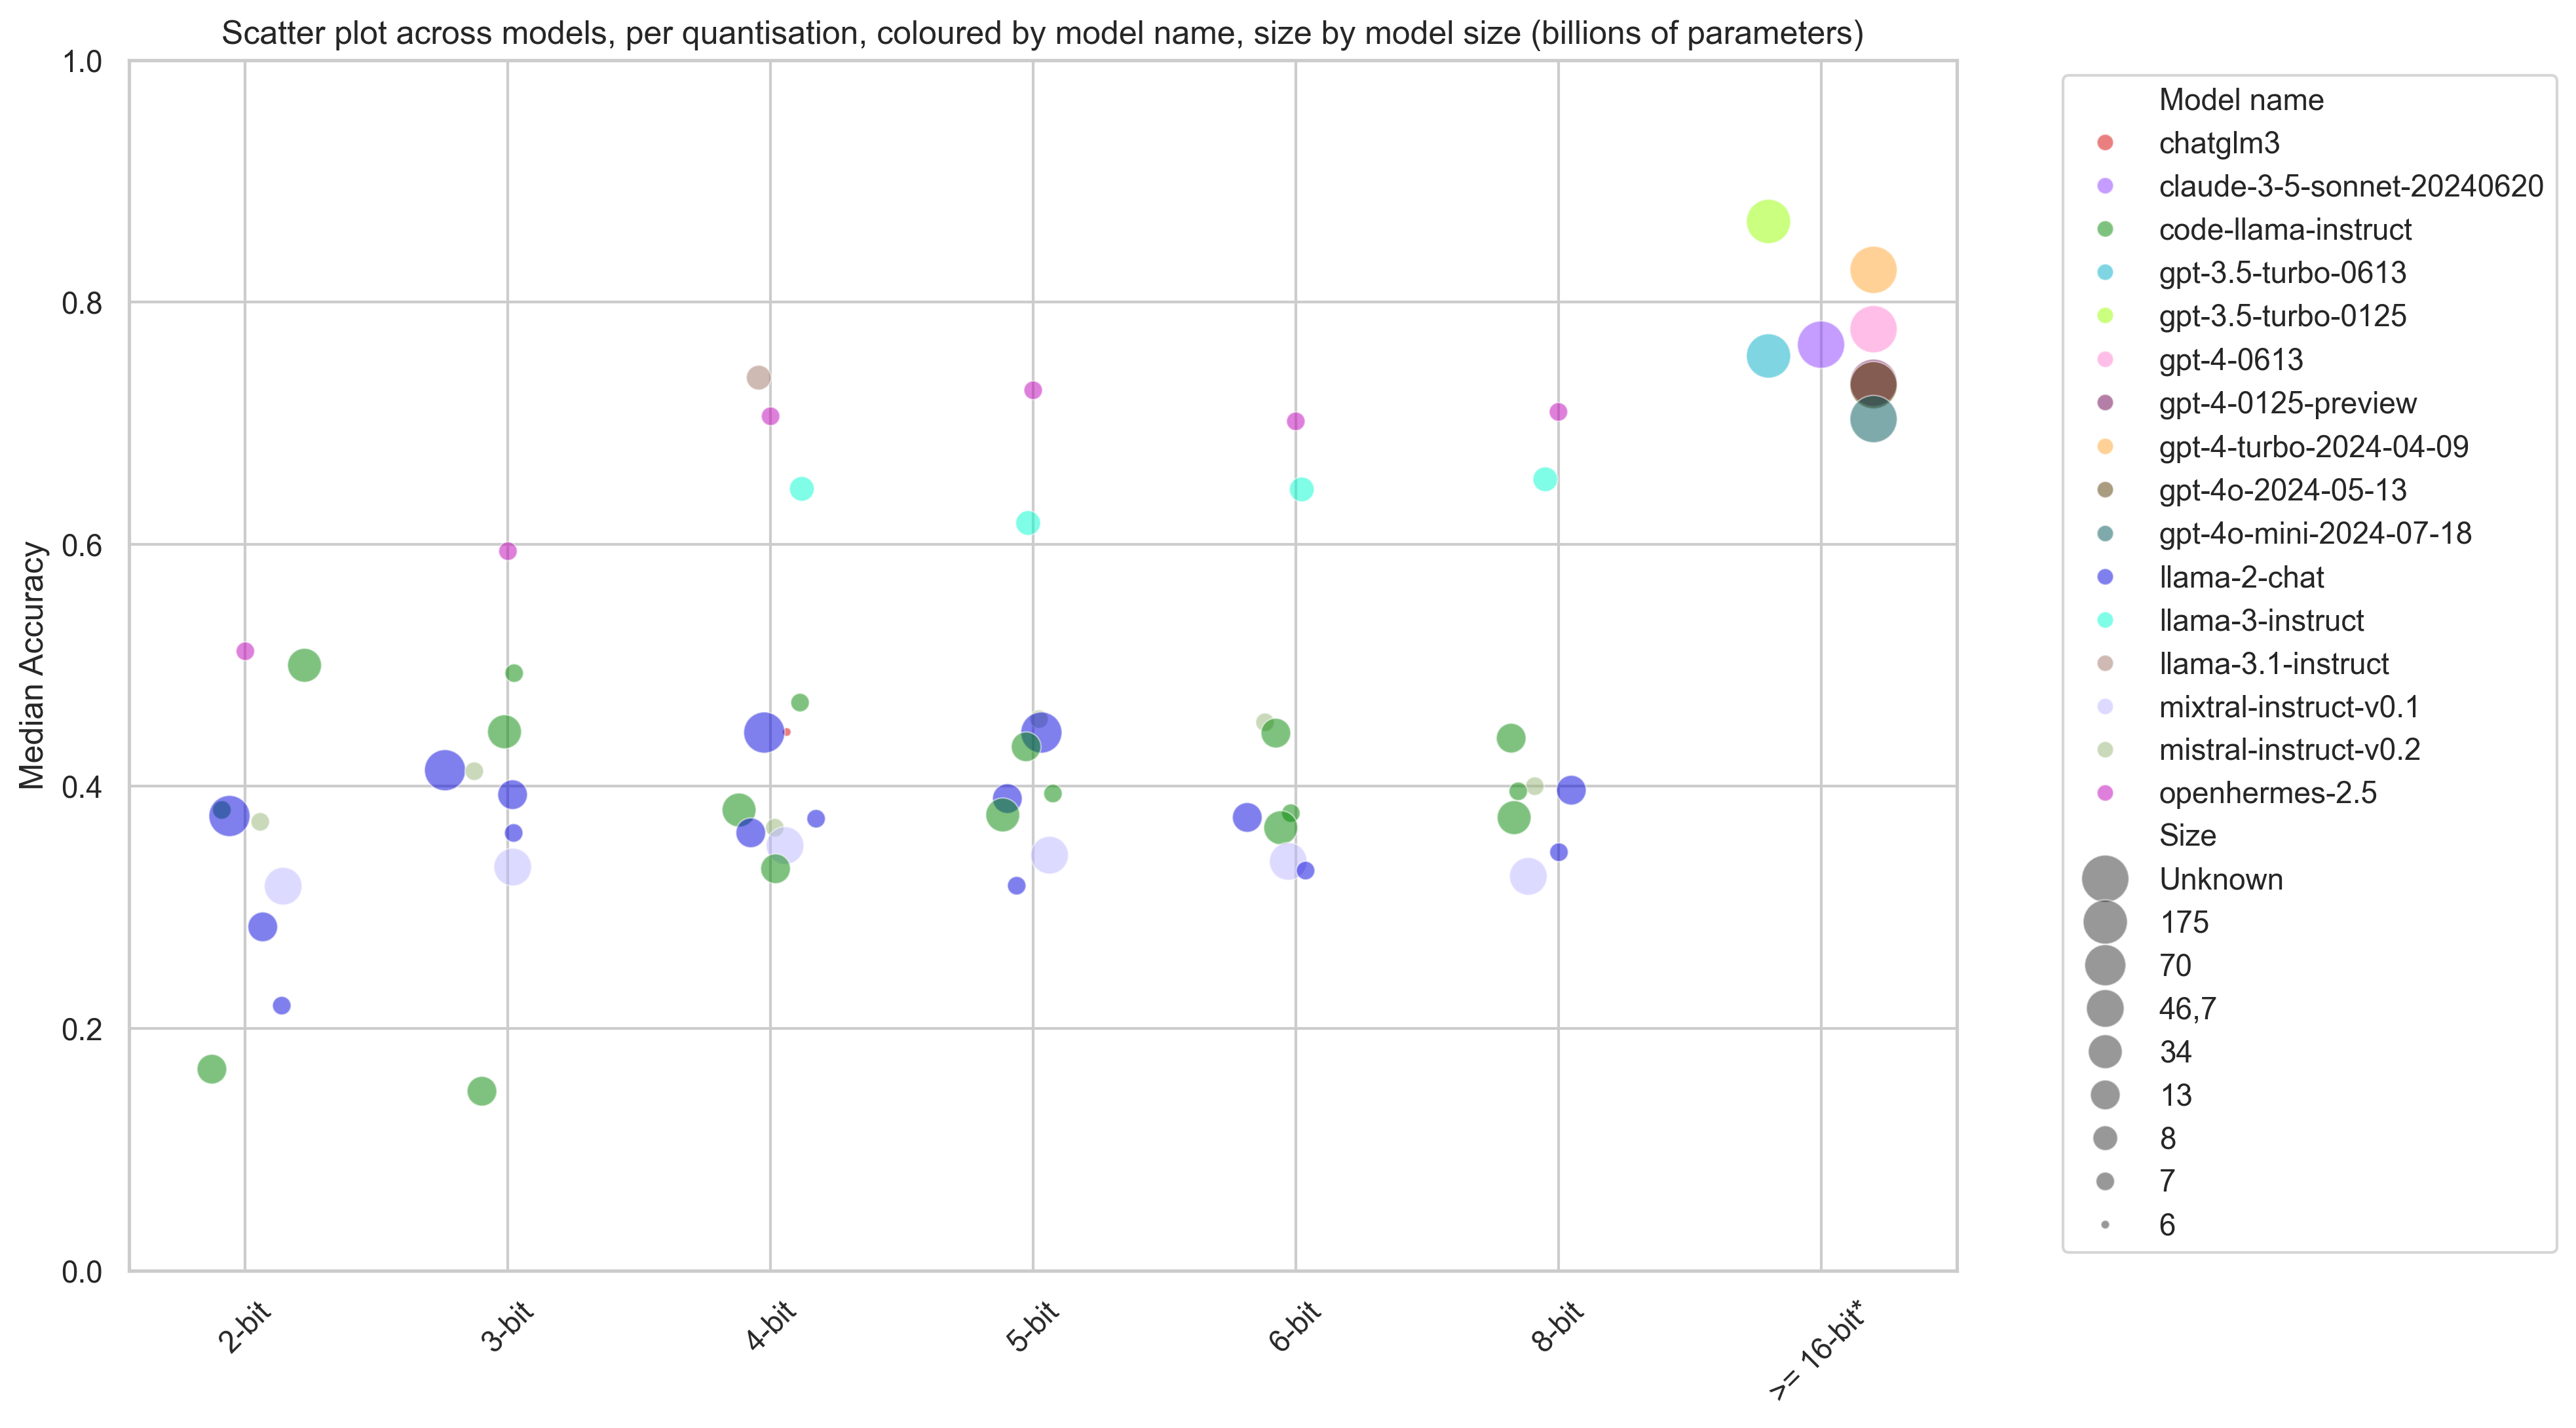 Scatter plot across models, per quantisation, coloured by model name, size by model size (billions of parameters)
Median Accuracy
1.0
0.8
0.6
0.4
0.2
0.0
2-bit
3-bit
4-bit
5-bit
6-bit
8-bit
>= 16-bit*
Model name
chatglm3
claude-3-5-sonnet-20240620
code-llama-instruct
gpt-3.5-turbo-0613
gpt-3.5-turbo-0125
gpt-4-0613
gpt-4-0125-preview
gpt-4-turbo-2024-04-09
gpt-4o-2024-05-13
gpt-4o-mini-2024-07-18
llama-2-chat
llama-3-instruct
llama-3.1-instruct
mixtral-instruct-v0.1
mistral-instruct-v0.2
openhermes-2.5
Size
Unknown
175
70
46,7
34
13
8
7
6